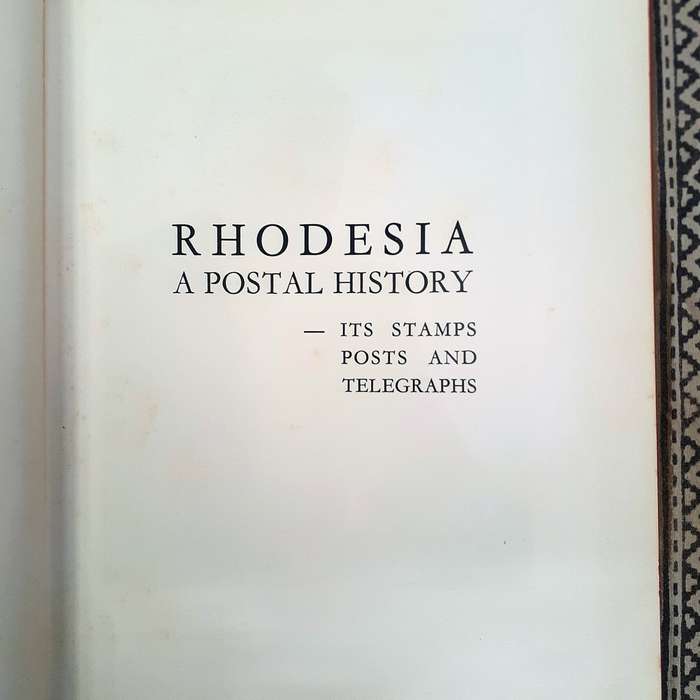 RHODESIA
A POSTAL HISTORY
— ITS STAMPS
POSTS AND
TELEGRAPHS